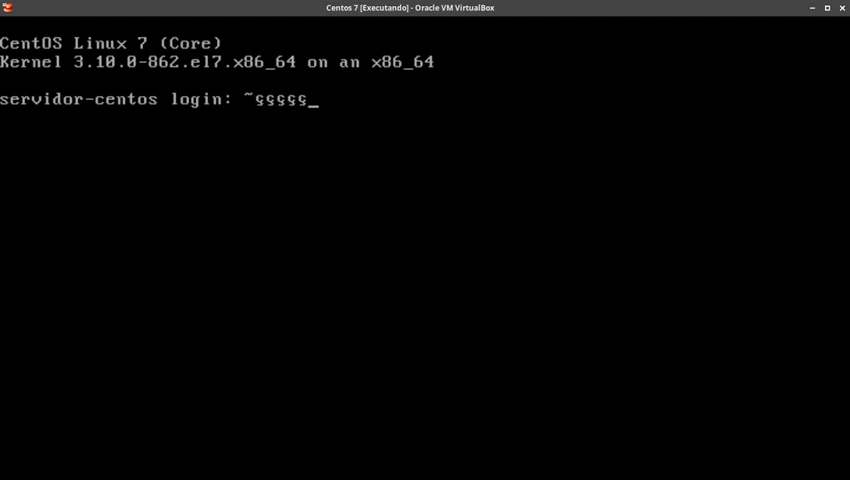 Centos 7 [Executando] - Oracle VM VirtualBox
CentOS Linux 7 (Core)
Kernel 3.10.0-862.el7.x86_64 on an x86_64
servidor-centos login: ~ççççç_